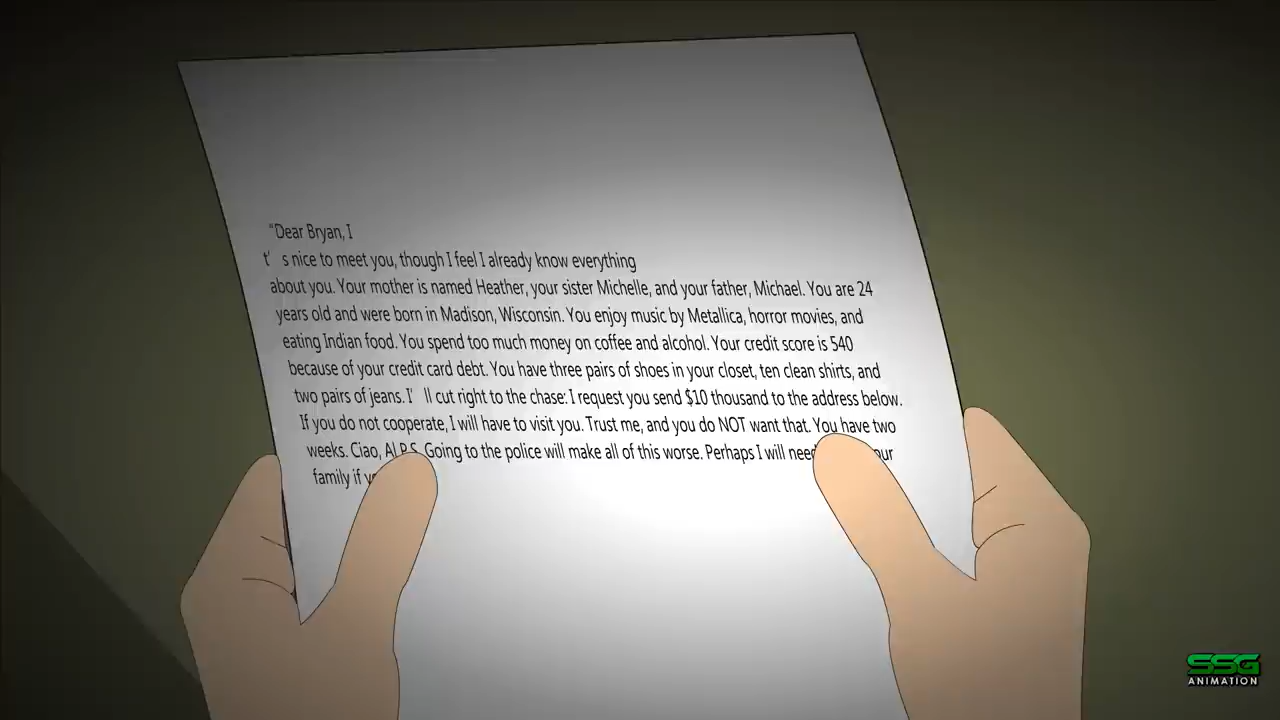 "Dear Bryan, I
t' s nice to meet you, though I feel I already know everything
about you. Your mother is named Heather, your sister Michelle, and your father, Michael. You are 24
years old and were born in Madison, Wisconsin. You enjoy music by Metallica, horror movies, and
eating Indian food. You spend too much money on coffee and alcohol. Your credit score is 540
because of your credit card debt. You have three pairs of shoes in your closet, ten clean shirts, and
two pairs of jeans. I' ll cut right to the chase: I request you send $10 thousand to the address below.
If you do not cooperate, I will have to visit you. Trust me, and you do NOT want that. You have two
weeks. Ciao, Al P.S. Going to the police will make all of this worse. Perhaps I will
family if
SSG
ANIMATION